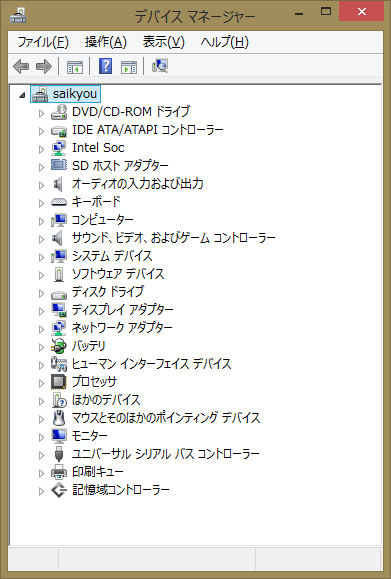 デバイス マネージャー
ファイル(F) 操作(A) 表示(V) ヘルプ(H)
saikyou
DVD/CD-ROM ドライブ
IDE ATA/ATAPI コントローラー
Intel Soc
SD ホスト アダプター
オーディオの入力および出力
キーボード
コンピューター
サウンド、ビデオ、およびゲーム コントローラー
システム デバイス
ソフトウェア デバイス
ディスク ドライブ
ディスプレイ アダプター
ネットワーク アダプター
バッテリ
ヒューマン インターフェイス デバイス
プロセッサ
ほかのデバイス
マウスとそのほかのポインティング デバイス
モニター
ユニバーサル シリアル バス コントローラー
印刷キュー
記憶域コントローラー